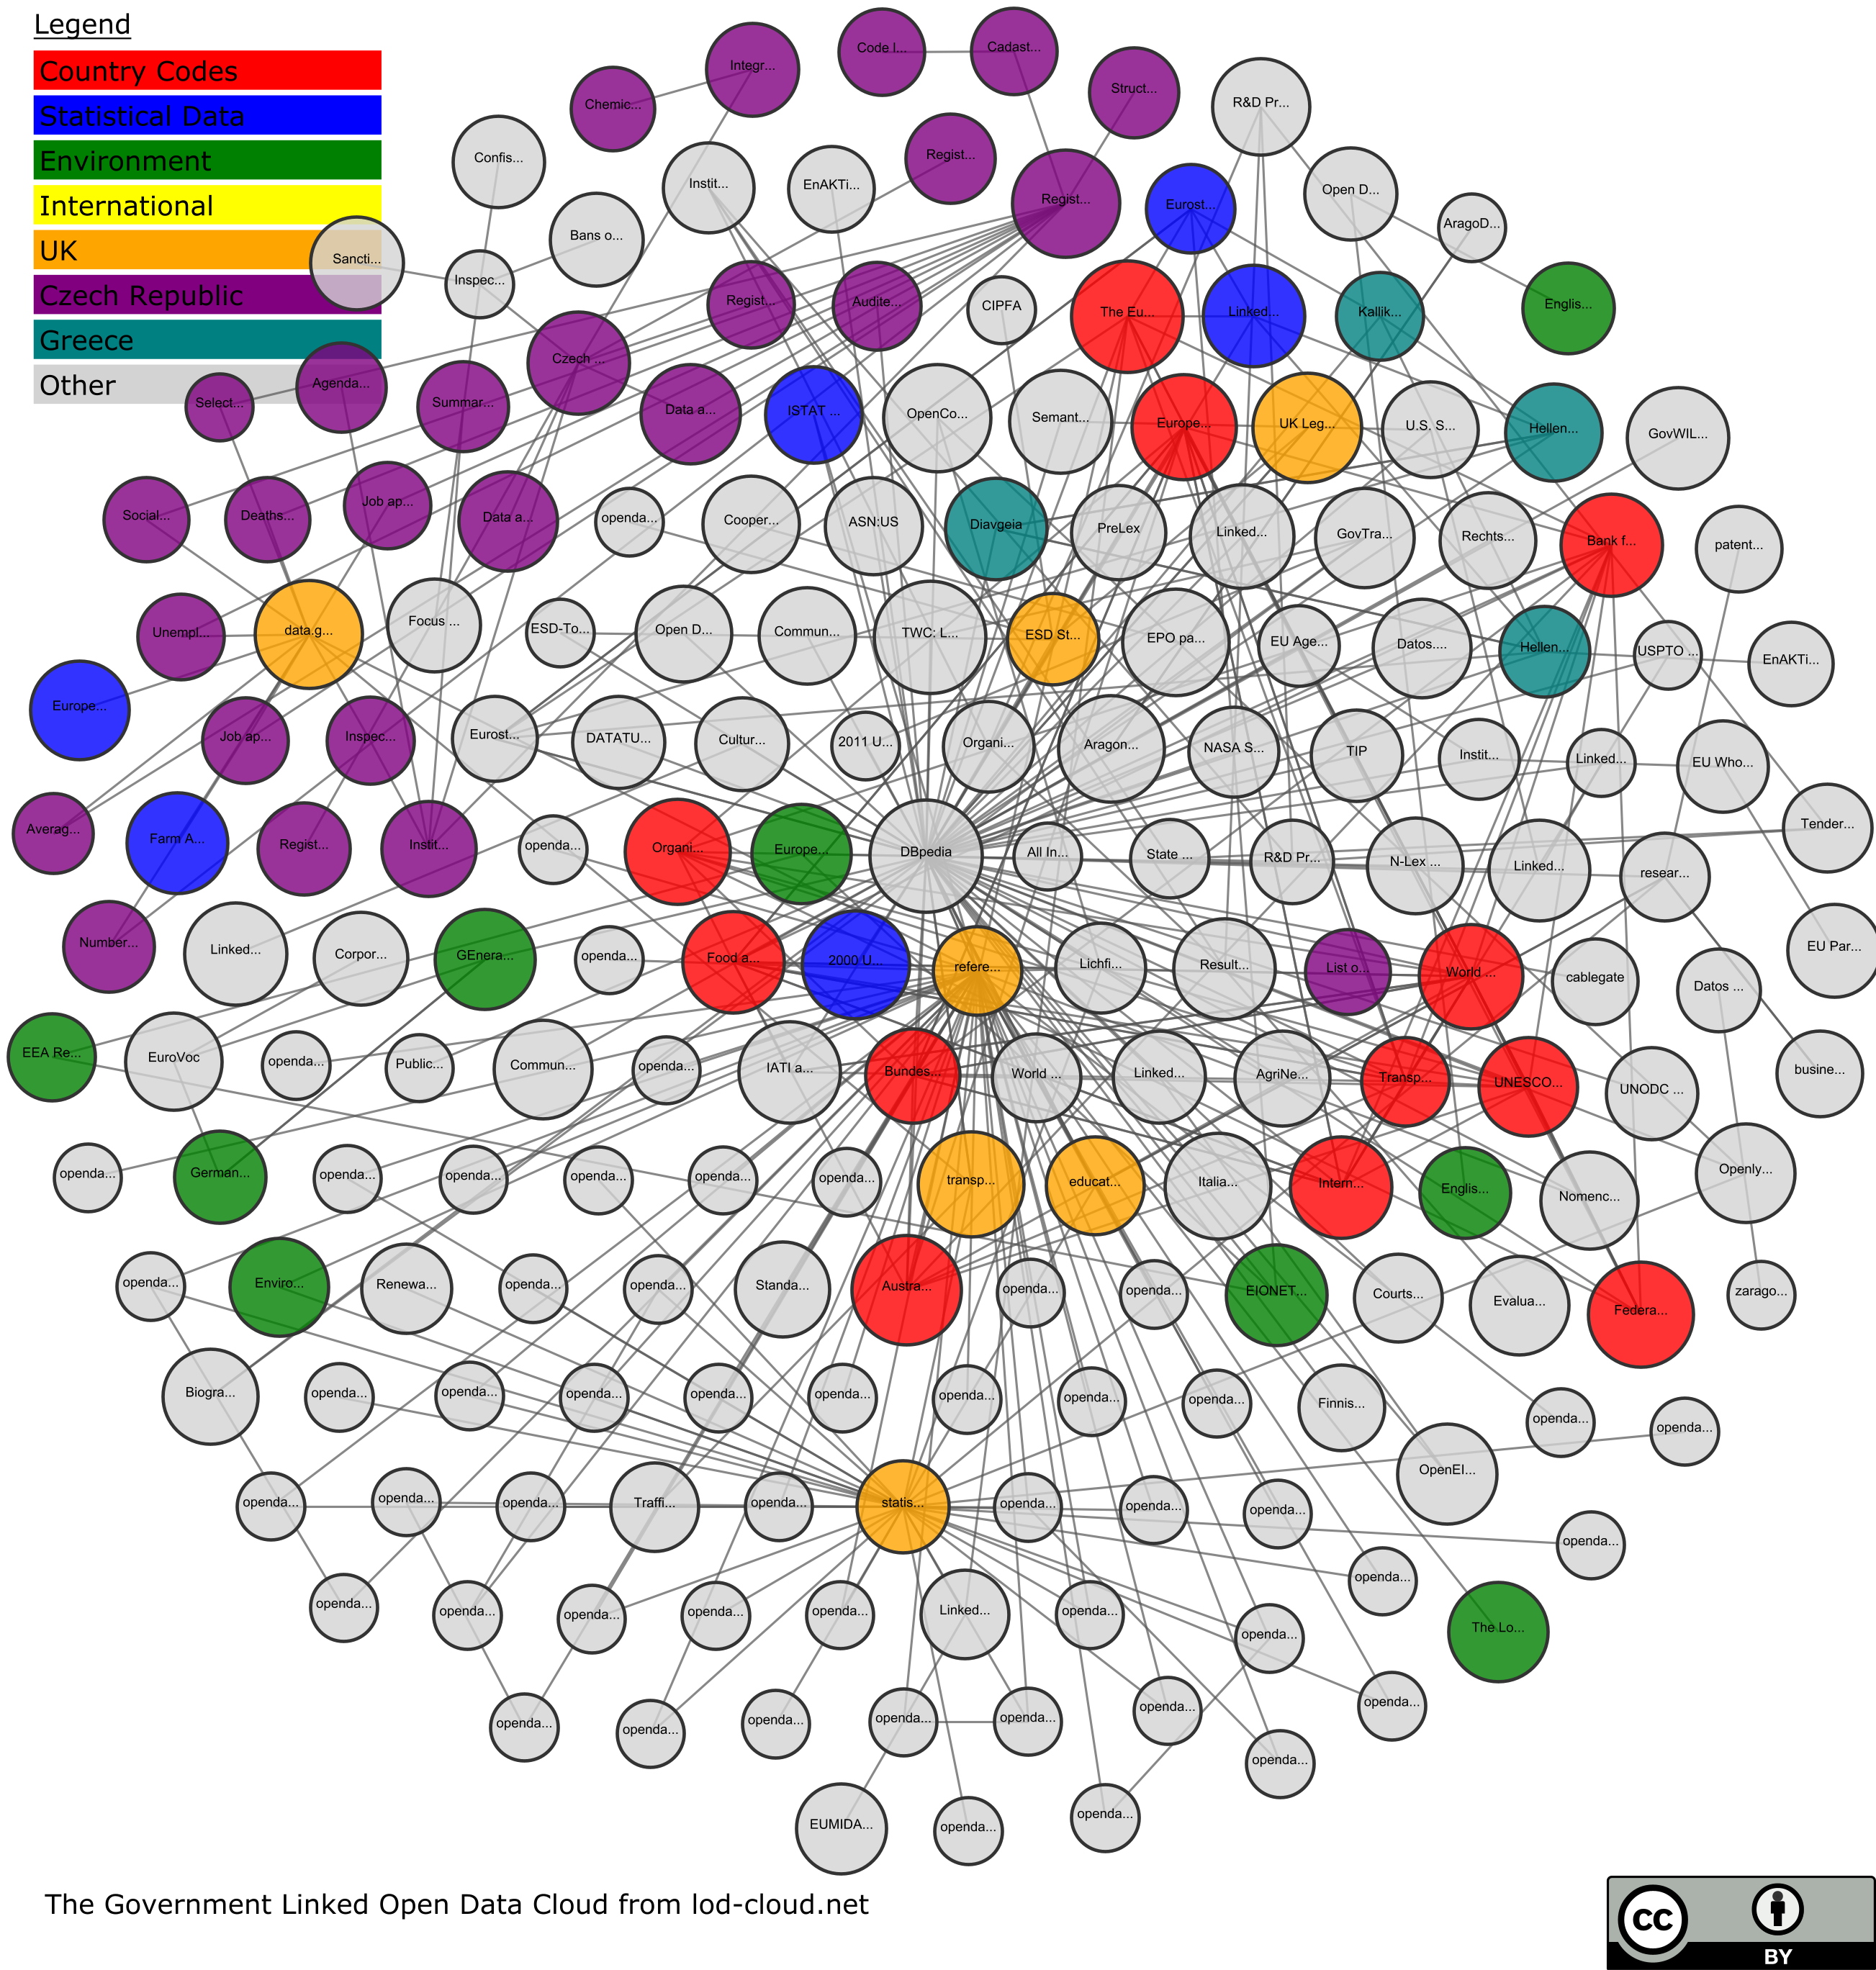 Legend
Country Codes
Statistical Data
Environment
International
UK
Czech Republic
Greece
Other
Code l...
Cadast...
Integr...
Struct...
Chemic...
R&D Pr...
Confis...
Regist...
Instit...
EnAKTi...
Regist...
Eurost...
Open D...
AragoD...
Bans o...
Sancti...
Inspec...
Regist...
Audite...
CIPFA
The Eu...
Linked...
Kallik...
Englis...
Czech ...
Agenda...
Select...
Summar...
Data a...
ISTAT ...
OpenCo...
Semant...
Europe...
UK Leg...
U.S. S...
Hellen...
GovWIL...
Social...
Deaths...
Job ap...
Data a...
openda...
Cooper...
ASN:US
Diavgeia
PreLex
Linked...
GovTra...
Rechts...
Bank f...
patent...
Unempl...
data.g...
Focus ...
ESD-To...
Open D...
Commun...
TWC: L...
ESD St...
EPO pa...
EU Age...
Datos....
Hellen...
USPTO ...
EnAKTi...
Europe...
Job ap...
Inspec...
Eurost...
DATATU...
Cultur...
2011 U...
Organi...
Aragon...
NASA S...
TIP
Instit...
Linked...
EU Who...
Averag...
Farm A...
Regist...
Instit...
openda...
Organi...
Europe...
DBpedia
All In...
State ...
R&D Pr...
N-Lex ...
Linked...
resear...
Tender...
Number...
Linked...
Corpor...
GEnera...
openda...
Food a...
2000 U...
refere...
Lichfi...
Result...
List o...
World ...
cablegate
Datos ...
EU Par...
EEA Re...
EuroVoc
openda...
Public...
Commun...
openda...
IATI a...
Bundes...
World ...
Linked...
AgriNe...
Transp...
UNESCO...
UNODC ...
busine...
openda...
German...
openda...
openda...
openda...
openda...
openda...
transp...
educat...
Italia...
Intern...
Englis...
Nomenc...
Openly...
openda...
Enviro...
Renewa...
openda...
openda...
Standa...
Austra...
openda...
openda...
EIONET...
Courts...
Evalua...
Federa...
zarago...
Biogra...
openda...
openda...
openda...
openda...
openda...
openda...
openda...
openda...
Finnis...
openda...
openda...
openda...
openda...
openda...
Traffi...
openda...
statis...
openda...
openda...
openda...
OpenEI...
openda...
openda...
openda...
openda...
openda...
openda...
Linked...
openda...
openda...
openda...
The Lo...
openda...
openda...
openda...
openda...
openda...
openda...
openda...
openda...
EUMIDA...
openda...
openda...
The Government Linked Open Data Cloud from lod-cloud.net
cc
BY